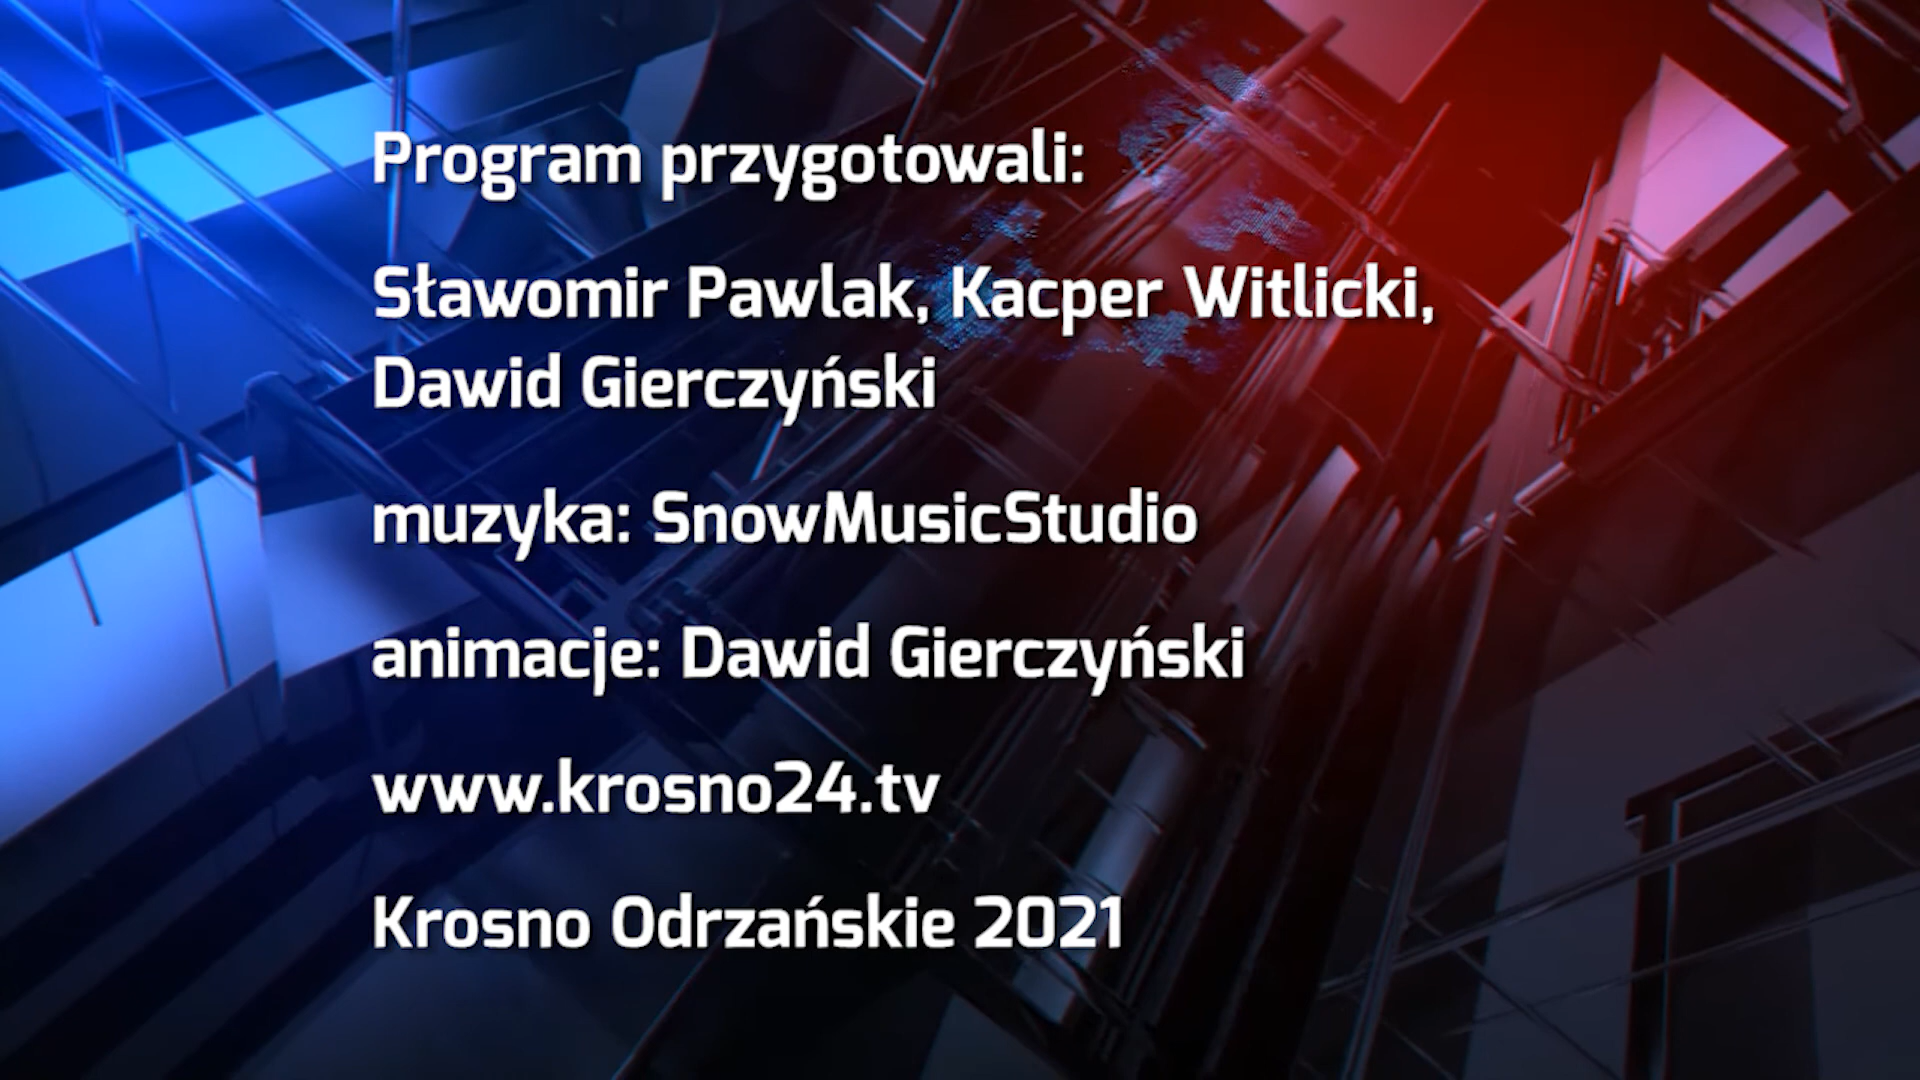 Program przygotowali:
Sławomir Pawlak, Kacper Witlicki,
Dawid Gierczyński
muzyka: SnowMusicStudio
animacje: Dawid Gierczyński
www.krosno24.tv
Krosno Odrzańskie 2021